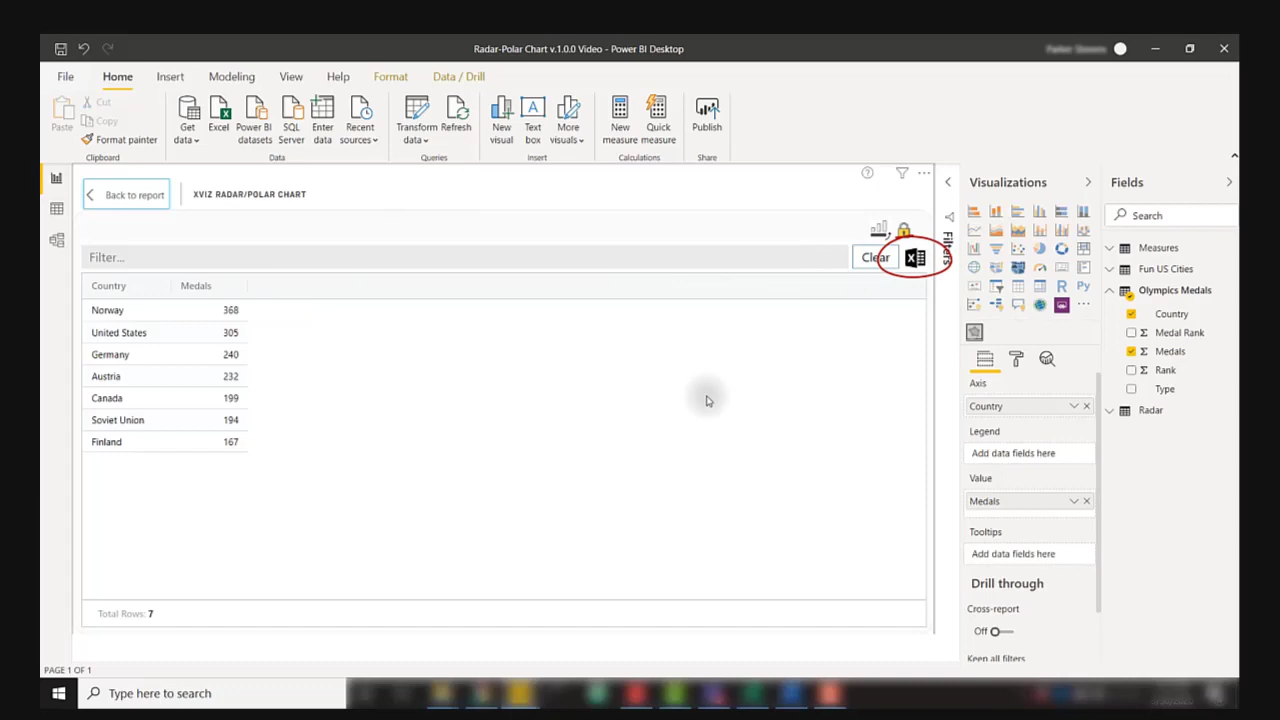 Radar-Polar Chart v.1.0.0 Video - Power BI Desktop
File Home Insert Modeling View Help Format Data / Drill
Paste
Cut
Copy
Format painter
Get data
Excel
Power BI datasets
SQL Server
Enter data
Recent sources
Transform data
Refresh
New visual
Text box
More visuals
New measure
Quick measure
Publish
Clipboard Data Queries Insert Calculations Share
Back to report
XVIZ RADAR/POLAR CHART
Filter...
Clear
Country Medals
Norway 368
United States 305
Germany 240
Austria 232
Canada 199
Soviet Union 194
Finland 167
Total Rows: 7
Filters
Visualizations
R Py
Axis
Country
Legend
Add data fields here
Value
Medals
Tooltips
Add data fields here
Drill through
Cross-report
Off
Keep all filters
Fields
Search
Measures
Fun US Cities
Olympics Medals
Country
Σ Medal Rank
Σ Medals
Σ Rank
Type
Radar
PAGE 1 OF 1
Type here to search